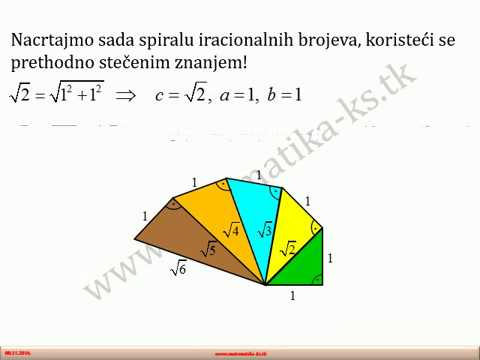 Nacrtajmo sada spiralu iracionalnih brojeva, koristeći se
prethodno stečenim znanjem!
√2 = √(1² + 1²) ⇒ c = √2, a = 1, b = 1
1
1
1
1
1
1
√2
√3
√4
√5
√6
www.matematika-ks.tk